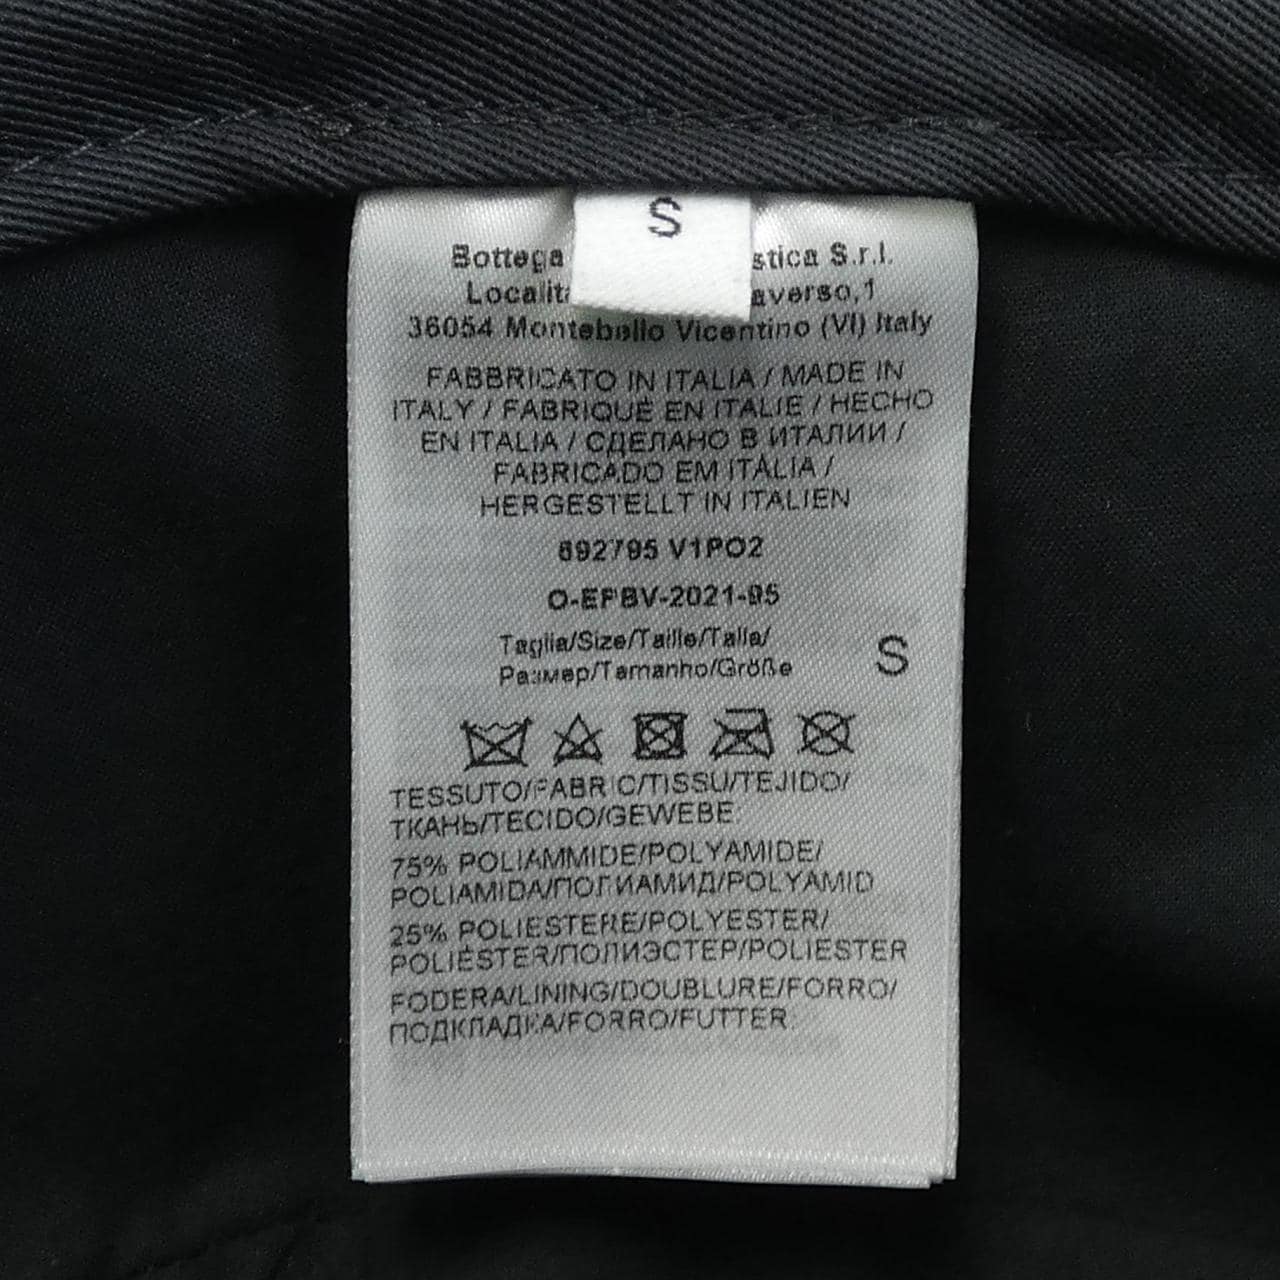 S
Bottega stica S.r.l.
Localit averso,1
36054 Montebello Vicentino (VI) Italy
FABBRICATO IN ITALIA / MADE IN
ITALY / FABRIQUÉ EN ITALIE / HECHO
EN ITALIA / СДЕЛАНО В ИТАЛИИ /
FABRICADO EM ITÀLIA /
HERGESTELLT IN ITALIEN
692795 V1PO2
O-EPBV-2021-95
Taglia/Size/Taille/Talla/
Размер/Tamanho/Größe S
TESSUTO/FABRIC/TISSU/TEJIDO/
ТКАНЬ/TECIDO/GEWEBE:
75% POLIAMMIDE/POLYAMIDE/
POLIAMIDA/ПОЛИАМИД/POLYAMID
25% POLIESTERE/POLYESTER/
POLIÉSTER/ПОЛИЭСТЕР/POLIESTER
FODERA/LINING/DOUBLURE/FORRO/
ПОДКЛАДКА/FORRO/FUTTER: